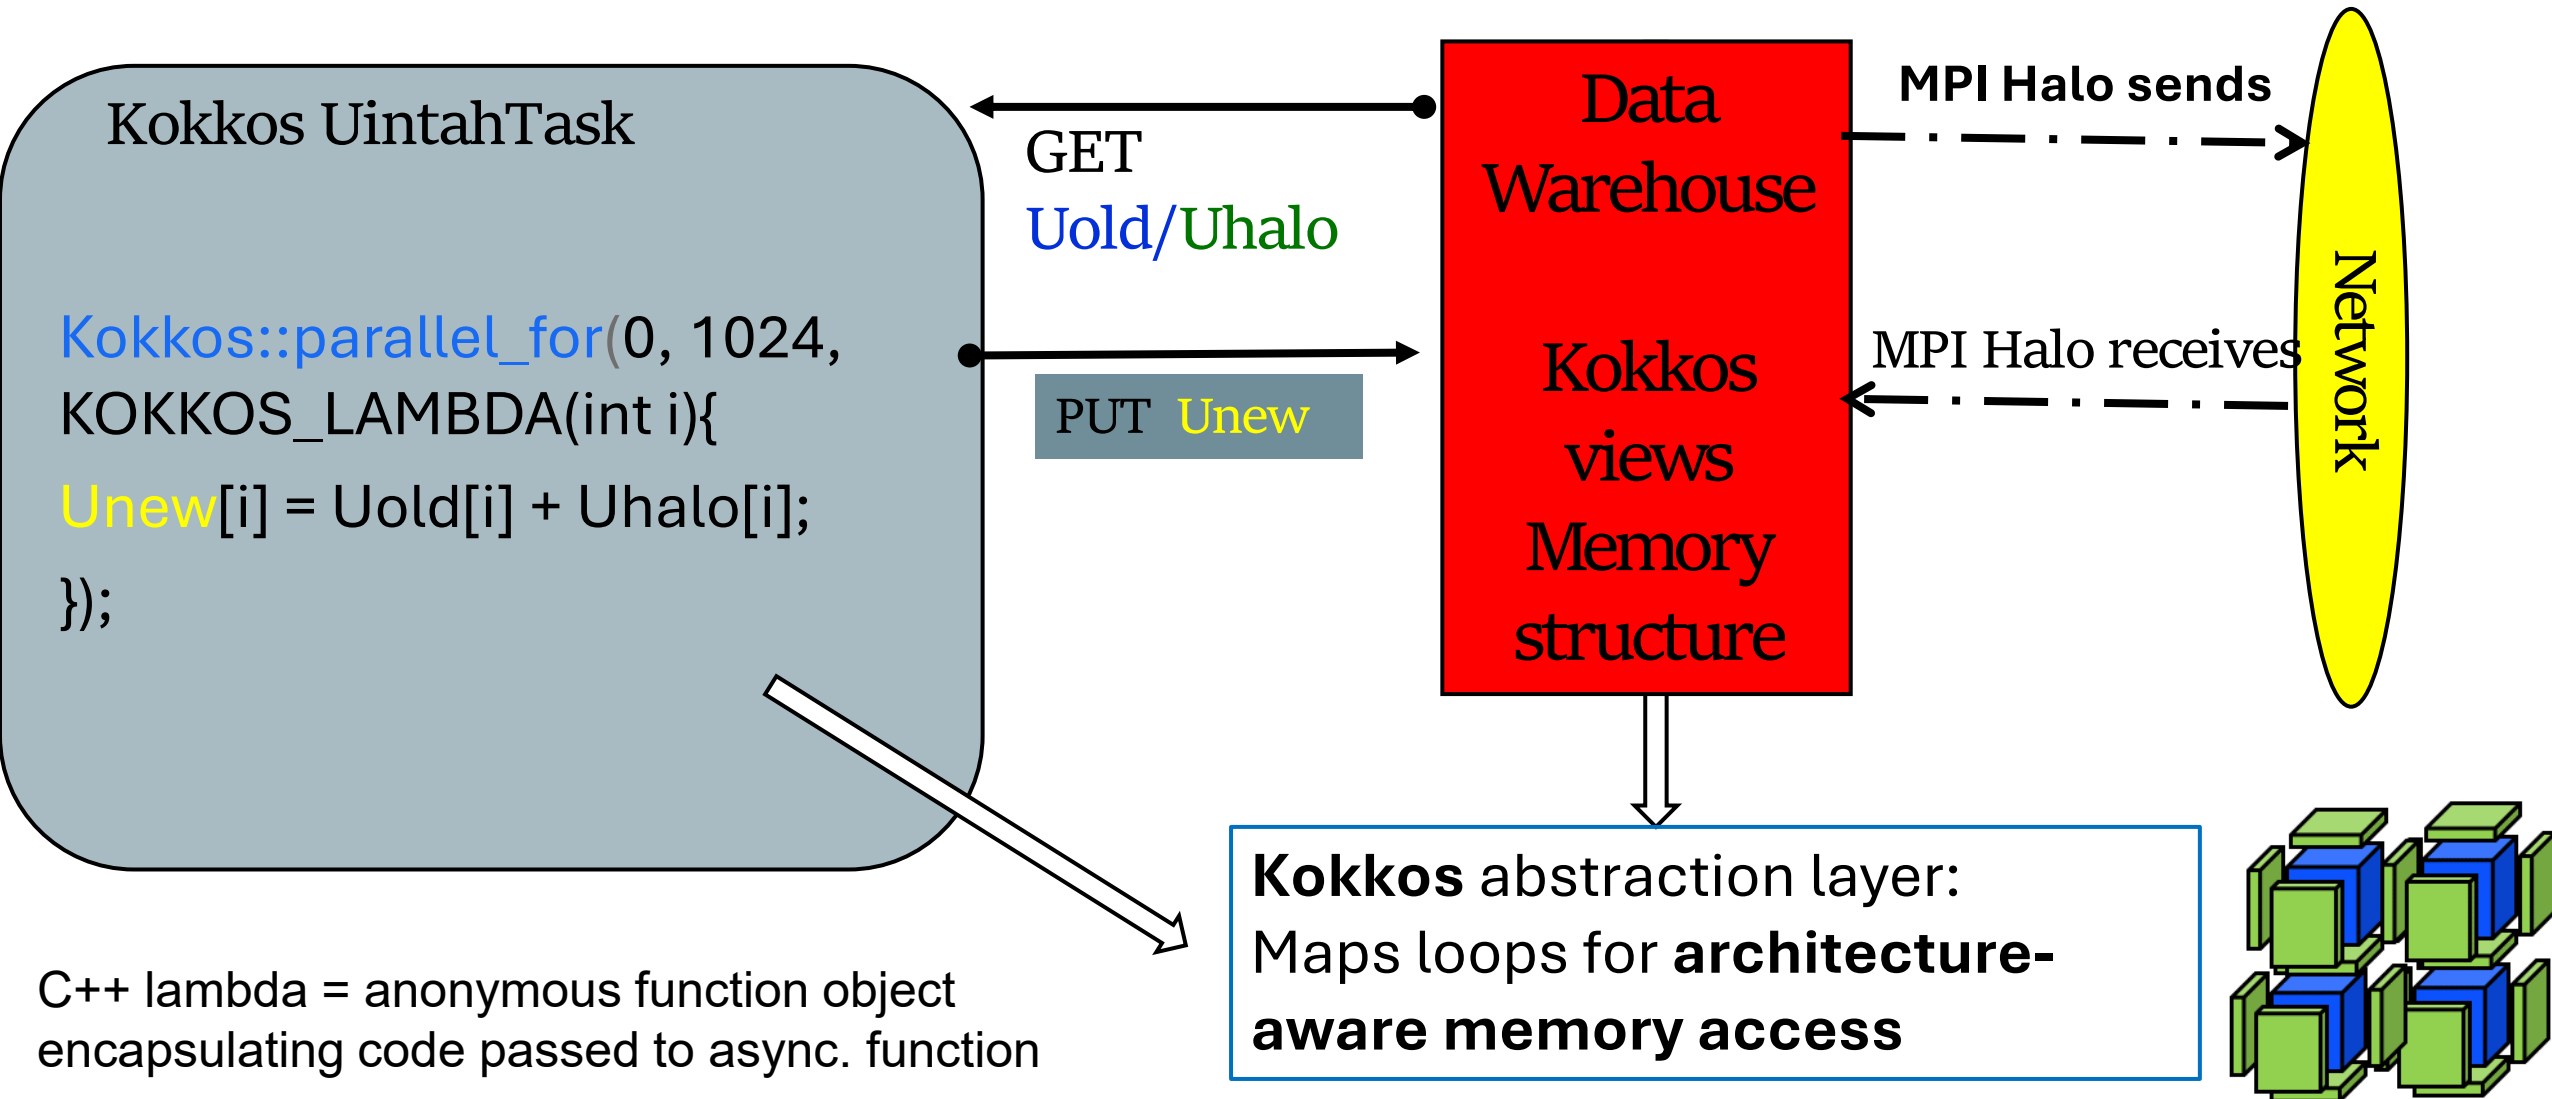 Kokkos UintahTask
Kokkos::parallel_for(0, 1024,
KOKKOS_LAMBDA(int i){
Unew[i] = Uold[i] + Uhalo[i];
});
GET
Uold/Uhalo
PUT Unew
Data
Warehouse
Kokkos
views
Memory
structure
MPI Halo sends
MPI Halo receives
Network
C++ lambda = anonymous function object
encapsulating code passed to async. function
Kokkos abstraction layer:
Maps loops for architecture-
aware memory access